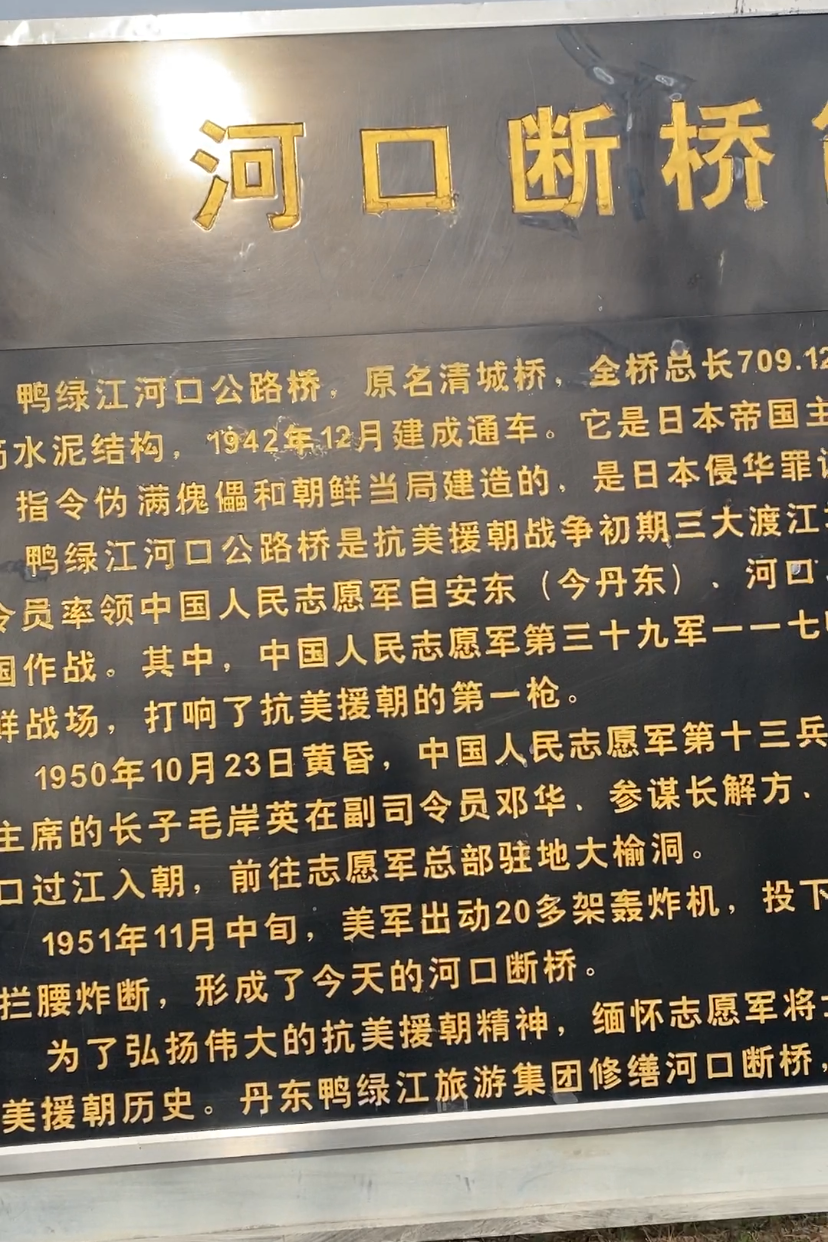 河口断桥
鸭绿江河口公路桥，原名清城桥，全桥总长709.12
水泥结构，1942年12月建成通车。它是日本帝国主
指令伪满傀儡和朝鲜当局建造的，是日本侵华罪
鸭绿江河口公路桥是抗美援朝战争初期三大渡江
令员率领中国人民志愿军自安东（今丹东）、河口、
国作战。其中，中国人民志愿军第三十九军一一七
鲜战场，打响了抗美援朝的第一枪。
1950年10月23日黄昏，中国人民志愿军第十三兵
主席的长子毛岸英在副司令员邓华、参谋长解方、
口过江入朝，前往志愿军总部驻地大榆洞。
1951年11月中旬，美军出动20多架轰炸机，投下
拦腰炸断，形成了今天的河口断桥。
为了弘扬伟大的抗美援朝精神，缅怀志愿军将
美援朝历史。丹东鸭绿江旅游集团修缮河口断桥，